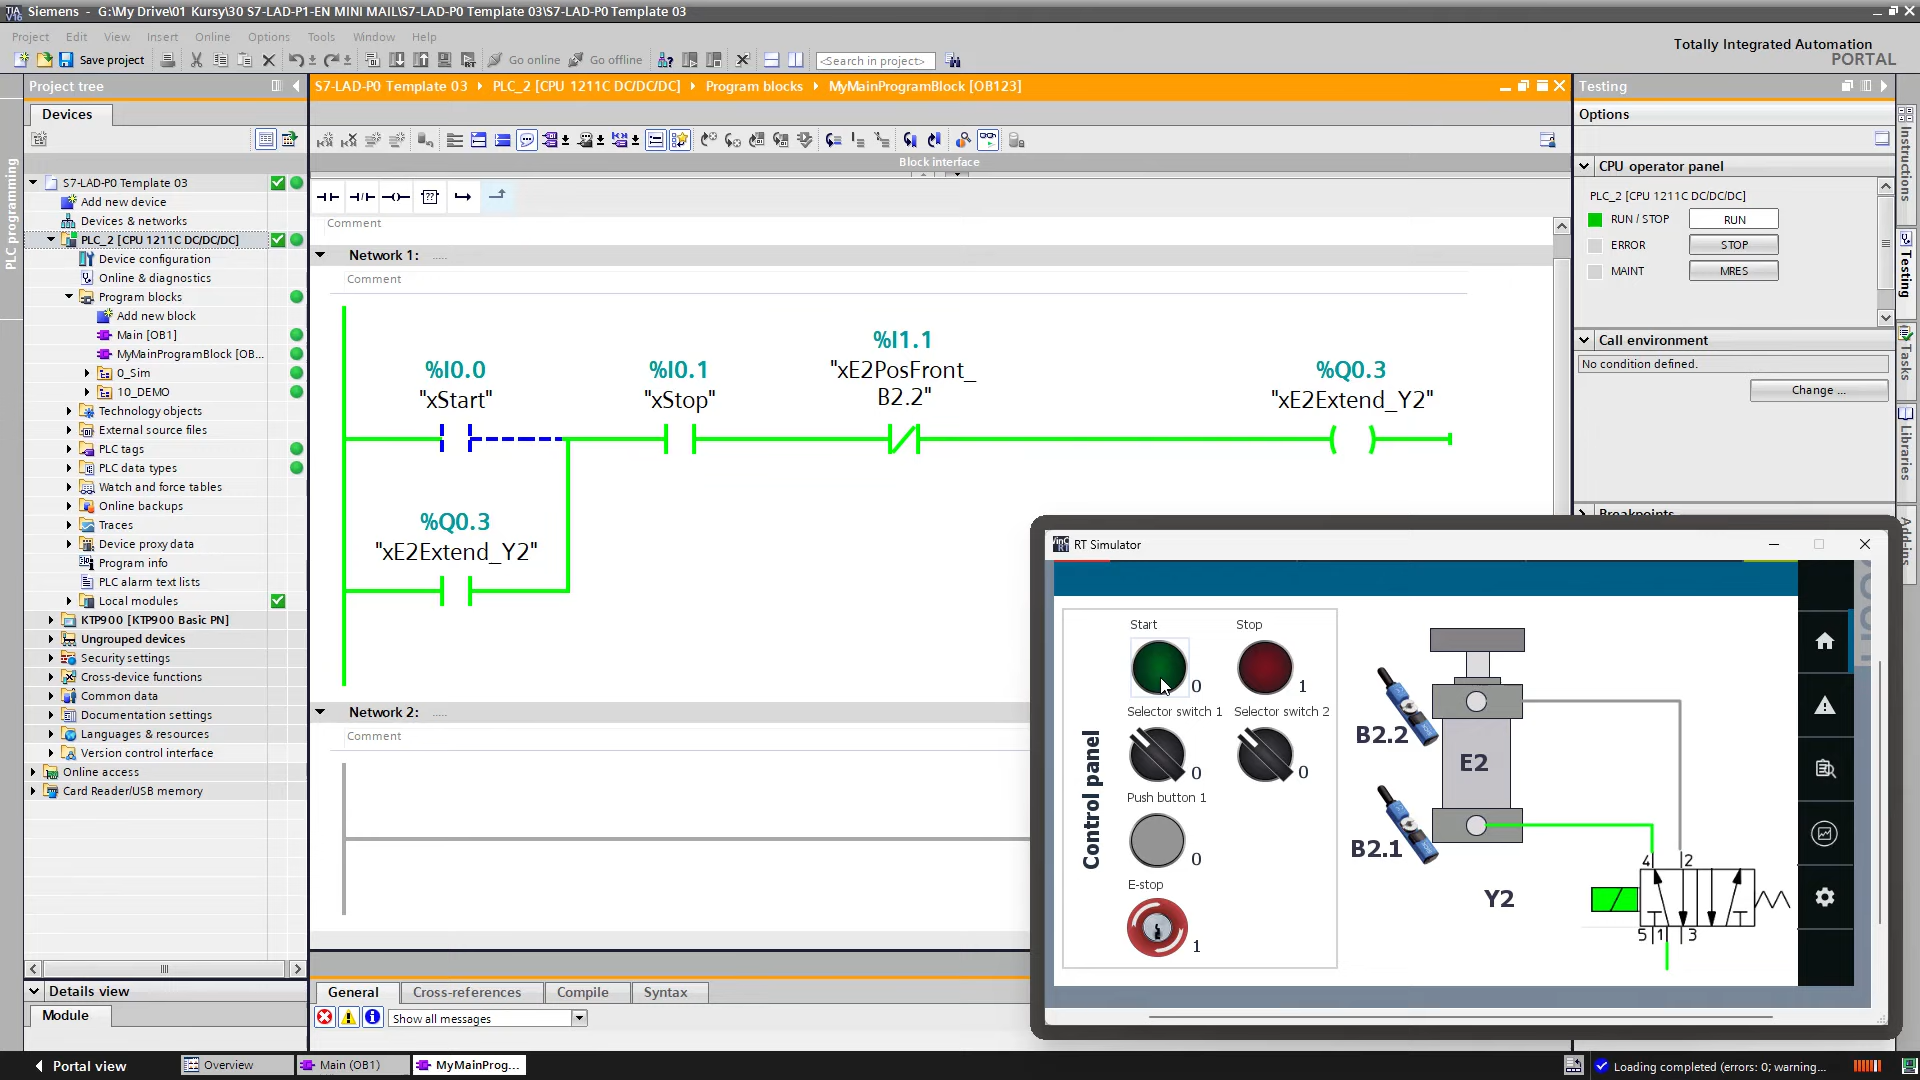 Siemens - G:\My Drive\01 Kursy\30 S7-LAD-P1-EN MINI MAIL\S7-LAD-P0 Template 03\S7-LAD-P0 Template 03
Project Edit View Insert Online Options Tools Window Help
Totally Integrated Automation
PORTAL
Save project
Go online
Go offline
<Search in project>
Project tree
S7-LAD-P0 Template 03 PLC_2 [CPU 1211C DC/DC/DC] Program blocks MyMainProgramBlock [OB123]
Testing
Devices
Options
Block interface
PLC programming
S7-LAD-P0 Template 03
Add new device
Devices & networks
PLC_2 [CPU 1211C DC/DC/DC]
Device configuration
Online & diagnostics
Program blocks
Add new block
Main [OB1]
MyMainProgramBlock [OB...
0_Sim
10_DEMO
Technology objects
External source files
PLC tags
PLC data types
Watch and force tables
Online backups
Traces
Device proxy data
Program info
PLC alarm text lists
Local modules
KTP900 [KTP900 Basic PN]
Ungrouped devices
Security settings
Cross-device functions
Common data
Documentation settings
Languages & resources
Version control interface
Online access
Card Reader/USB memory
Details view
Module
??
Comment
Network 1: .....
Comment
%I0.0
"xStart"
%I0.1
"xStop"
%I1.1
"xE2PosFront_
B2.2"
%Q0.3
"xE2Extend_Y2"
%Q0.3
"xE2Extend_Y2"
Network 2: .....
Comment
General
Cross-references
Compile
Syntax
Show all messages
CPU operator panel
PLC_2 [CPU 1211C DC/DC/DC]
RUN / STOP
RUN
ERROR
STOP
MAINT
MRES
Call environment
No condition defined.
Change ...
Breakpoints
Instructions
Testing
Tasks
Libraries
Add-ins
RT Simulator
Control panel
Start
0
Stop
1
Selector switch 1
0
Selector switch 2
0
Push button 1
0
E-stop
1
B2.2
E2
B2.1
Y2
4 2
5 1 3
Portal view
Overview
Main (OB1)
MyMainProg...
Loading completed (errors: 0; warning...